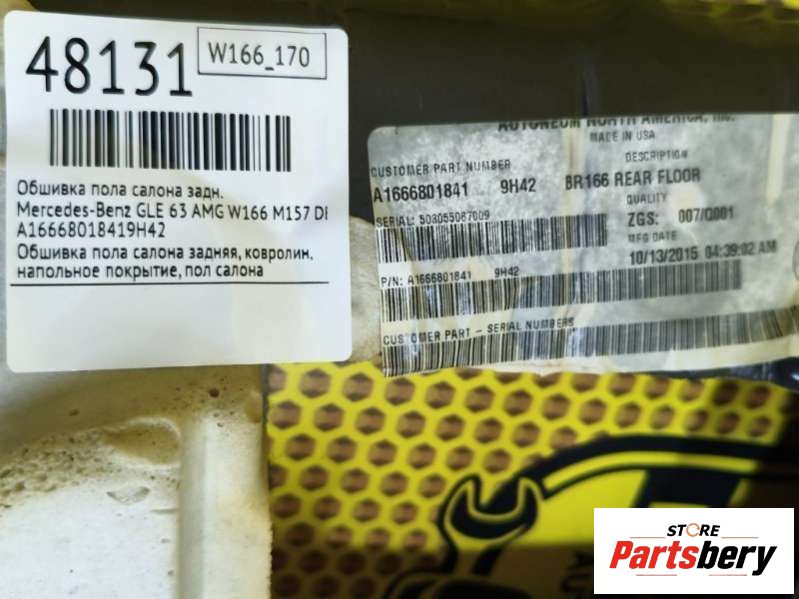 48131
W166_170
Обшивка пола салона задн.
Mercedes-Benz GLE 63 AMG W166 M157 DE
A16668018419H42
Обшивка пола салона задняя, ковролин,
напольное покрытие, пол салона
AUTONEUM NORTH AMERICA, INC.
MADE IN USA
CUSTOMER PART NUMBER
DESCRIPTION
A1666801841 9H42 BR166 REAR FLOOR
QUALITY
SERIAL: 508055087009
ZGS: 007/Q001
MFG DATE
10/13/2015 04:39:02 AM
P/N: A1666801841 9H42
CUSTOMER PART - SERIAL NUMBERS
STORE
Partsbery